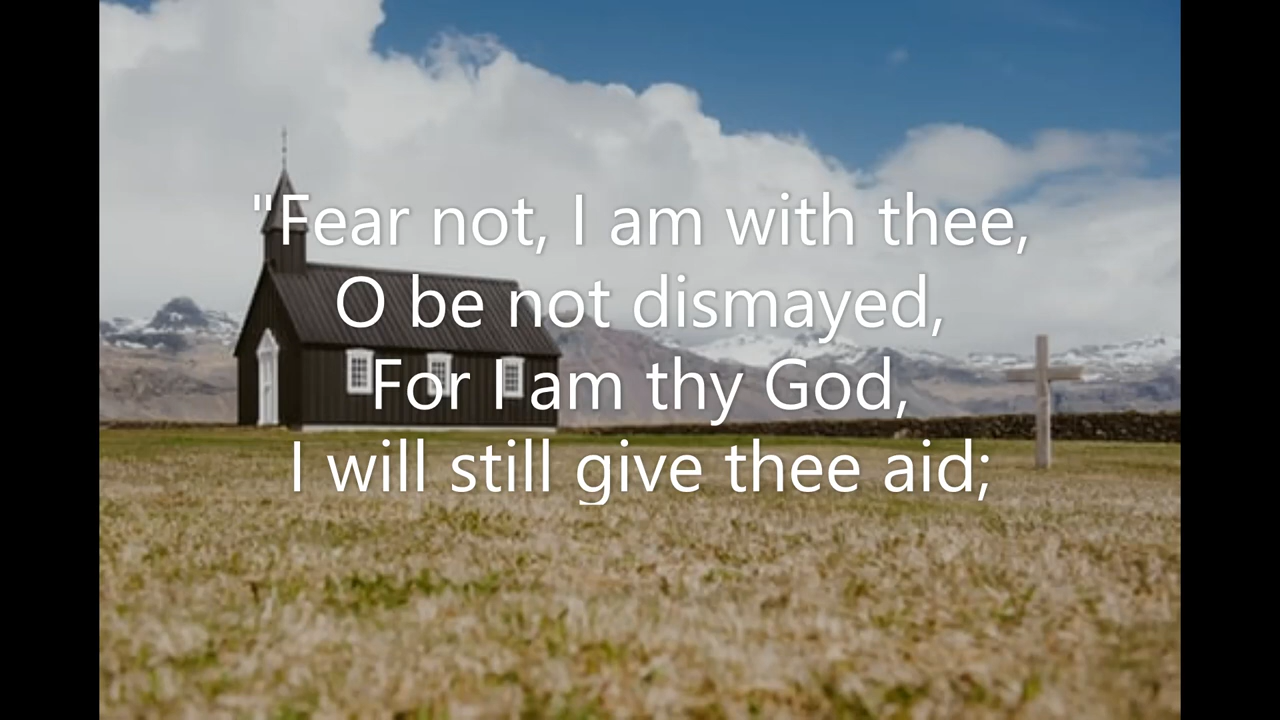 "Fear not, I am with thee,
O be not dismayed,
For I am thy God,
I will still give thee aid;